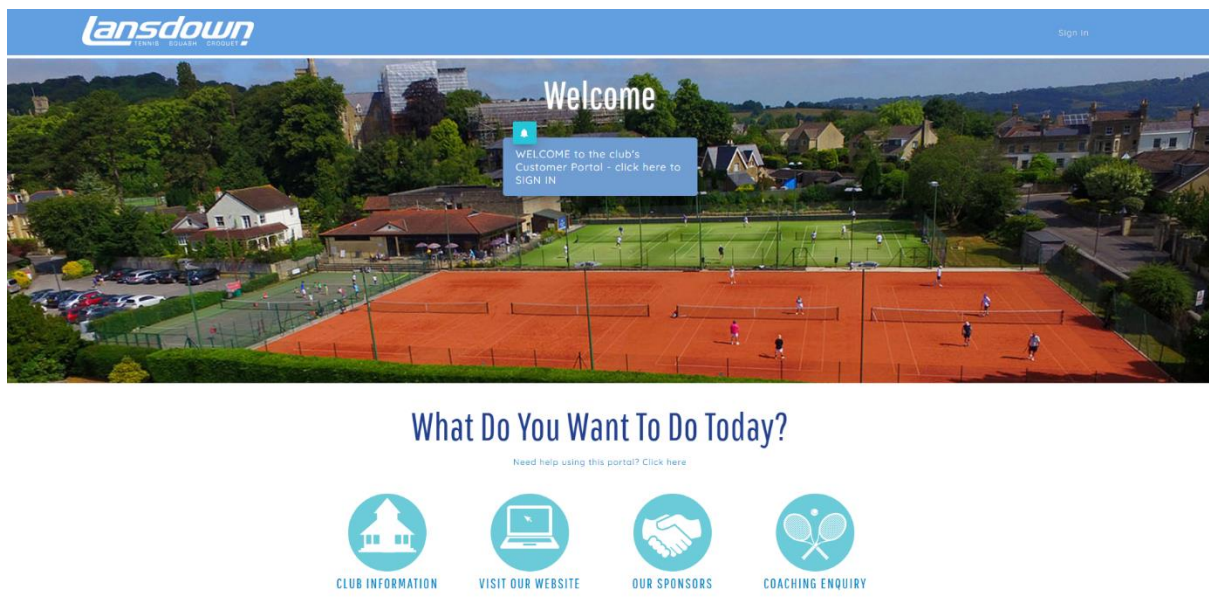 Lansdown
TENNIS SQUASH CROQUET
Sign In
Welcome
WELCOME to the club's
Customer Portal - click here to
SIGN IN
What Do You Want To Do Today?
Need help using this portal? Click here
CLUB INFORMATION
VISIT OUR WEBSITE
OUR SPONSORS
COACHING ENQUIRY